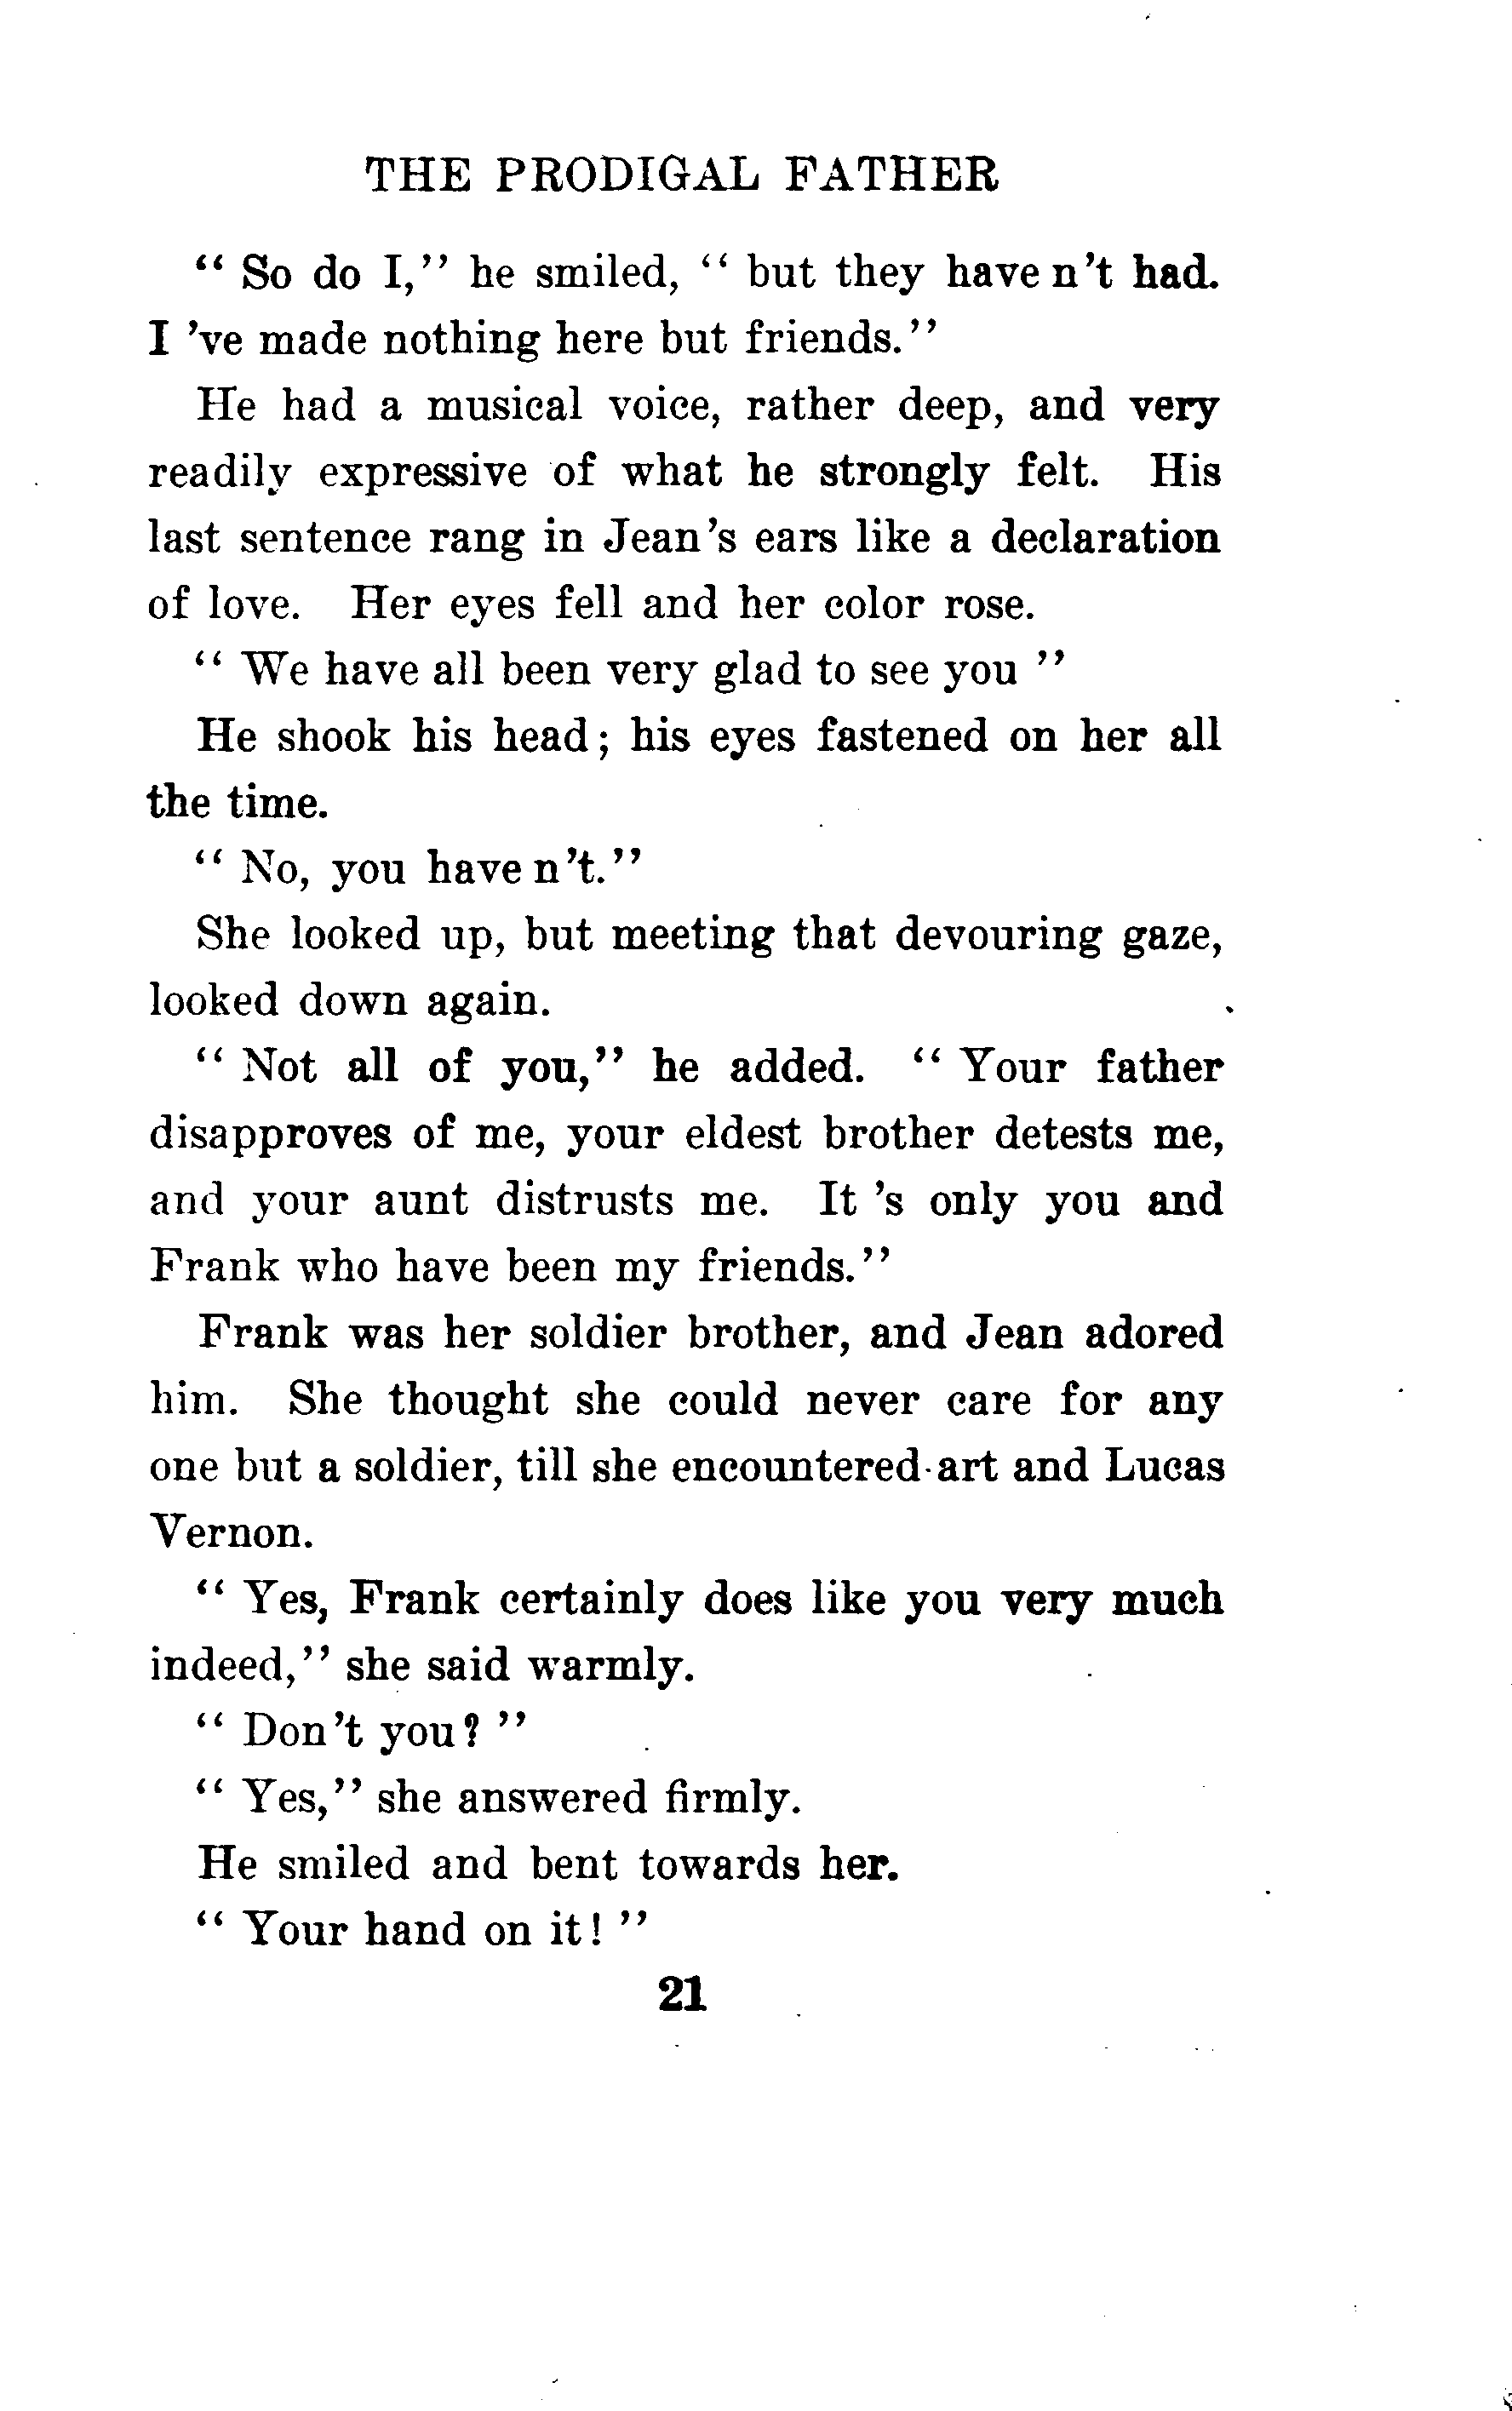 THE PRODIGAL FATHER
“ So do I,” he smiled, “ but they have n't had.
I 've made nothing here but friends.”
He had a musical voice, rather deep, and very
readily expressive of what he strongly felt. His
last sentence rang in Jean's ears like a declaration
of love. Her eyes fell and her color rose.
“ We have all been very glad to see you ”
He shook his head; his eyes fastened on her all
the time.
“ No, you have n't.”
She looked up, but meeting that devouring gaze,
looked down again.
“ Not all of you,” he added. “ Your father
disapproves of me, your eldest brother detests me,
and your aunt distrusts me. It 's only you and
Frank who have been my friends.”
Frank was her soldier brother, and Jean adored
him. She thought she could never care for any
one but a soldier, till she encountered art and Lucas
Vernon.
“ Yes, Frank certainly does like you very much
indeed,” she said warmly.
“ Don't you? ”
“ Yes,” she answered firmly.
He smiled and bent towards her.
“ Your hand on it! ”
21